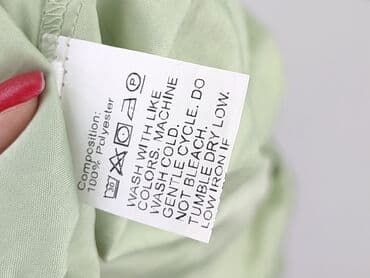 Composition:
100% Polyester
P
WASH WITH LIKE
COLORS. MACHINE
WASH COLD.
GENTLE CYCLE. DO
NOT BLEACH.
TUMBLE DRY LOW.
LOW IRON IF